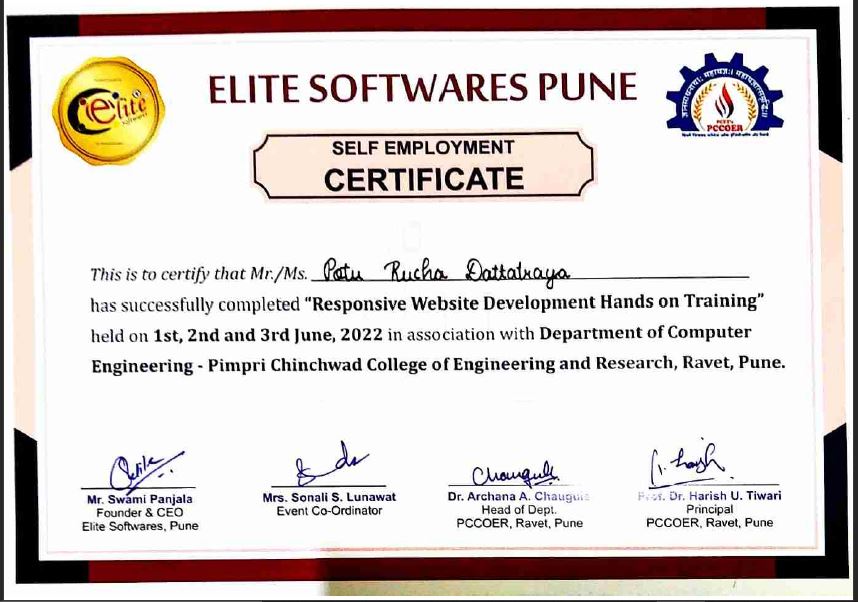 elite
Softwares
ELITE SOFTWARES PUNE
PCET's
PCCOER
SELF EMPLOYMENT
CERTIFICATE
This is to certify that Mr./Ms. Potu Rucha Dattatraya
has successfully completed "Responsive Website Development Hands on Training"
held on 1st, 2nd and 3rd June, 2022 in association with Department of Computer
Engineering - Pimpri Chinchwad College of Engineering and Research, Ravet, Pune.
Mr. Swami Panjala
Founder & CEO
Elite Softwares, Pune
Mrs. Sonali S. Lunawat
Event Co-Ordinator
Chaugule
Dr. Archana A. Chaugule
Head of Dept.
PCCOER, Ravet, Pune
Prof. Dr. Harish U. Tiwari
Principal
PCCOER, Ravet, Pune